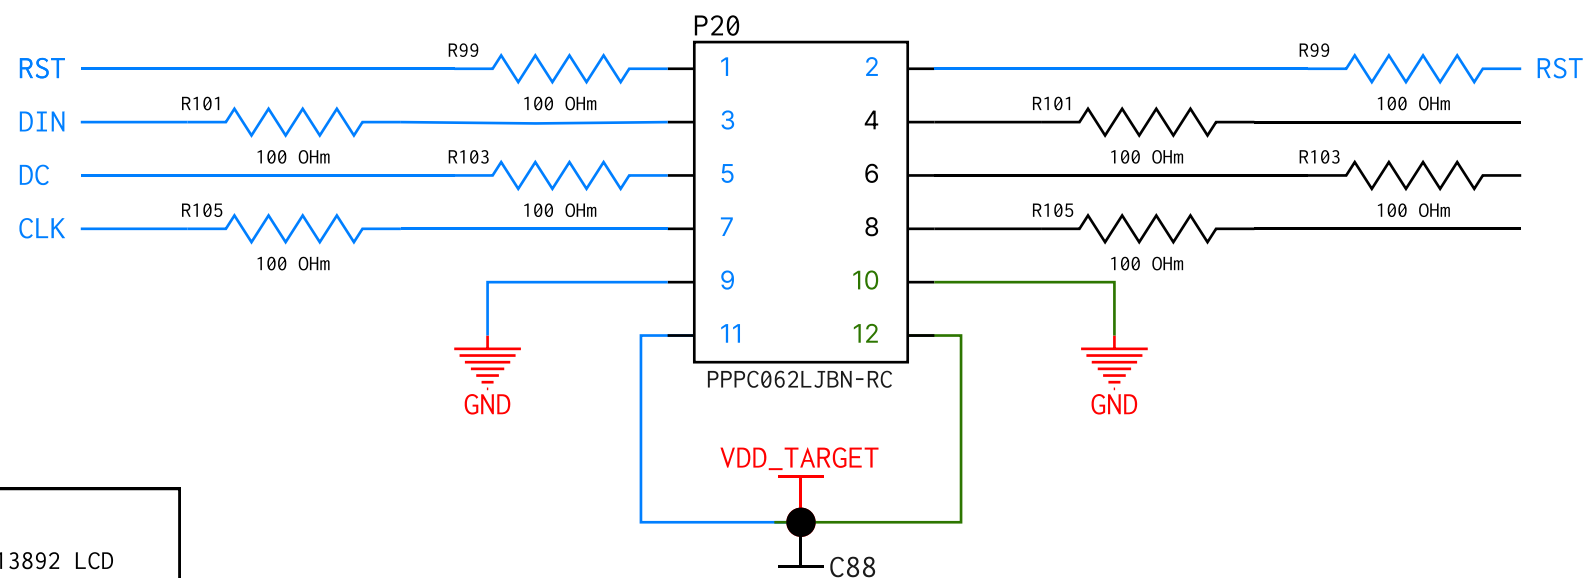 P20
R99
R99
RST
1
2
RST
R101
100 OHm
R101
100 OHm
DIN
3
4
100 OHm
R103
100 OHm
R103
DC
5
6
R105
100 OHm
R105
100 OHm
CLK
7
8
100 OHm
100 OHm
9
10
11
12
PPPC062LJBN-RC
GND
GND
VDD_TARGET
13892 LCD
C88